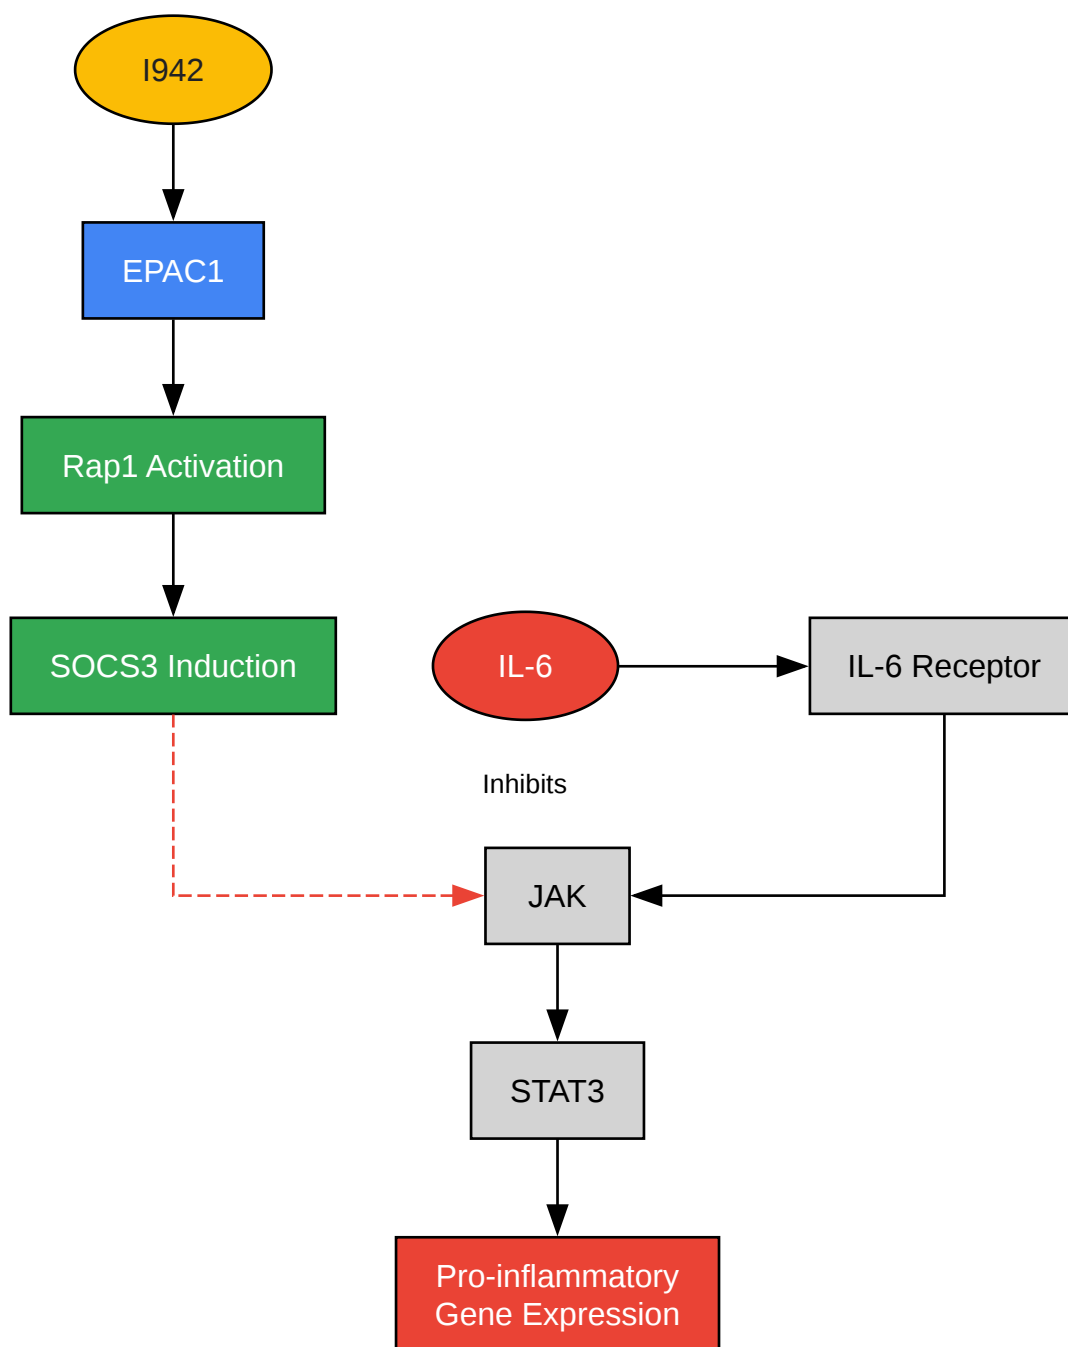 I942
EPAC1
Rap1 Activation
SOCS3 Induction
IL-6
IL-6 Receptor
Inhibits
JAK
STAT3
Pro-inflammatory
Gene Expression